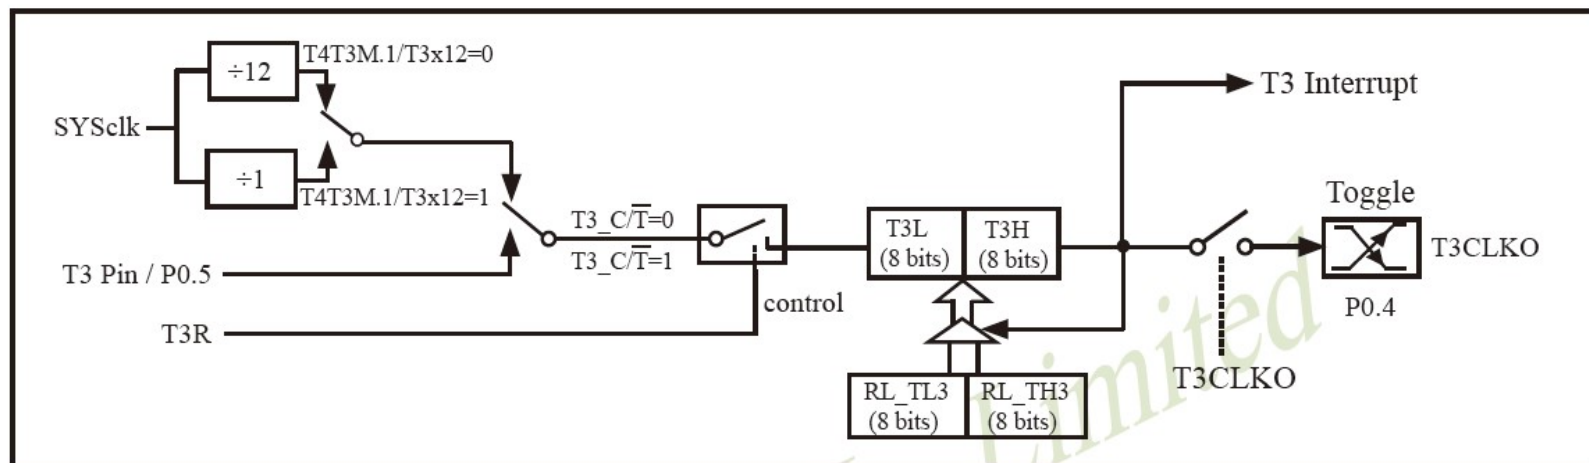 T4T3M.1/T3x12=0
÷12
SYSclk
÷1
T4T3M.1/T3x12=1
T3 Interrupt
Toggle
T3_C/T̅=0
T3_C/T̅=1
T3L
(8 bits)
T3H
(8 bits)
T3CLKO
T3 Pin / P0.5
P0.4
control
T3R
T3CLKO
RL_TL3
(8 bits)
RL_TH3
(8 bits)
Limited